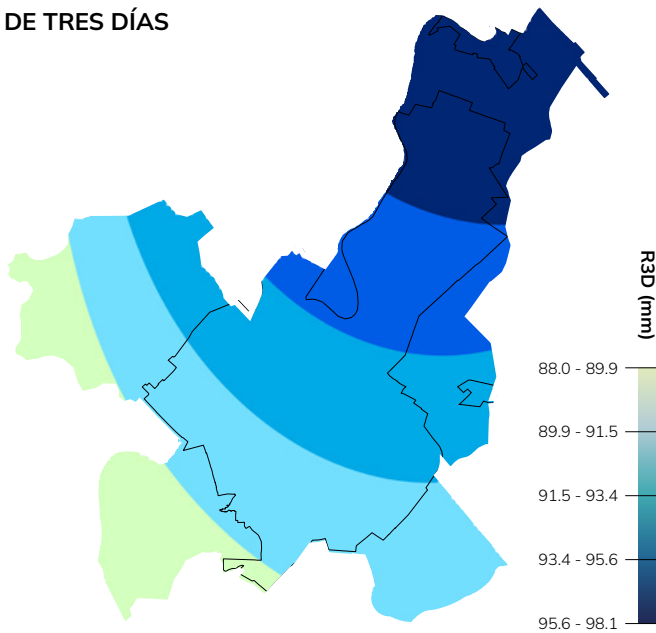 DE TRES DÍAS
R3D (mm)
88.0 - 89.9
89.9 - 91.5
91.5 - 93.4
93.4 - 95.6
95.6 - 98.1